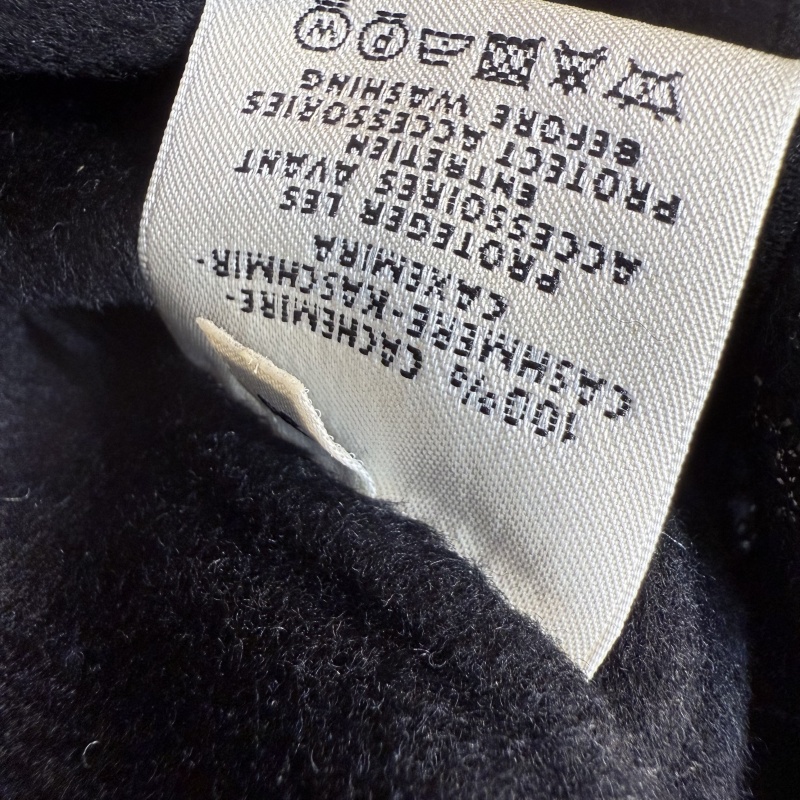 100% CACHEMIRE-
CASHMERE-KASCHMIR-
CAXEMIRA
PROTEGER LES
ACCESSOIRES AVANT
ENTRETIEN
PROTECT ACCESSORIES
BEFORE WASHING
P W